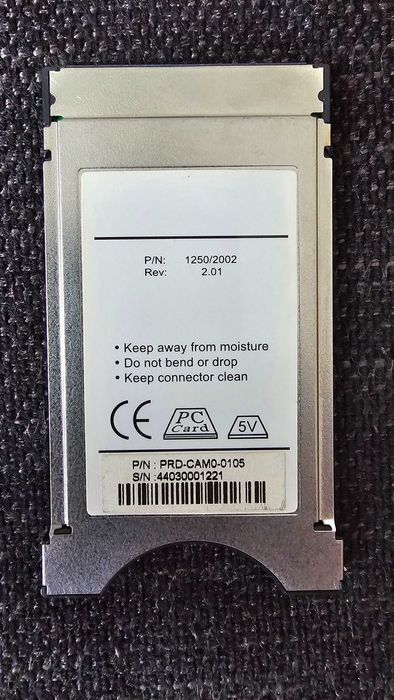 P/N: 1250/2002
Rev: 2.01
• Keep away from moisture
• Do not bend or drop
• Keep connector clean
CE PC Card 5V
P/N : PRD-CAM0-0105
S/N :44030001221